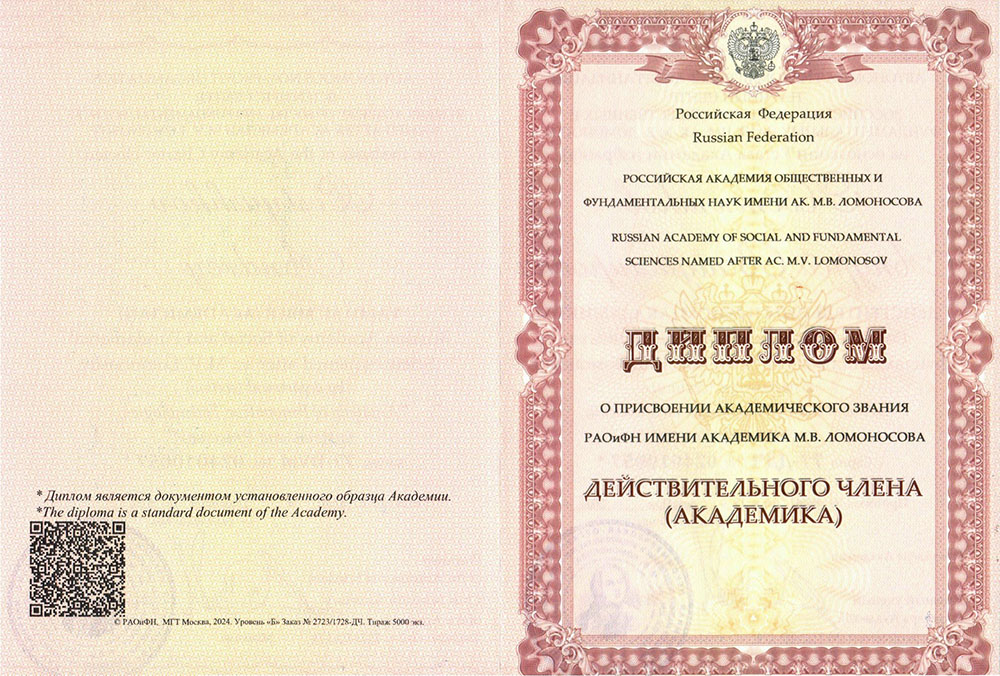 * Диплом является документом установленного образца Академии.
*The diploma is a standard document of the Academy.
© РАОиФН, МГТ Москва, 2024. Уровень «Б» Заказ № 2723/1728-ДЧ. Тираж 5000 экз.
Российская Федерация
Russian Federation
РОССИЙСКАЯ АКАДЕМИЯ ОБЩЕСТВЕННЫХ И
ФУНДАМЕНТАЛЬНЫХ НАУК ИМЕНИ АК. М.В. ЛОМОНОСОВА
RUSSIAN ACADEMY OF SOCIAL AND FUNDAMENTAL
SCIENCES NAMED AFTER AC. M.V. LOMONOSOV
ДИПЛОМ
О ПРИСВОЕНИИ АКАДЕМИЧЕСКОГО ЗВАНИЯ
РАОиФН ИМЕНИ АКАДЕМИКА М.В. ЛОМОНОСОВА
ДЕЙСТВИТЕЛЬНОГО ЧЛЕНА
(АКАДЕМИКА)